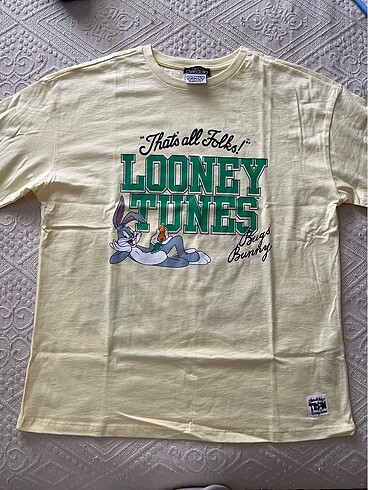 "That's all Folks!"
LOONEY
TUNES
Bugs
Bunny